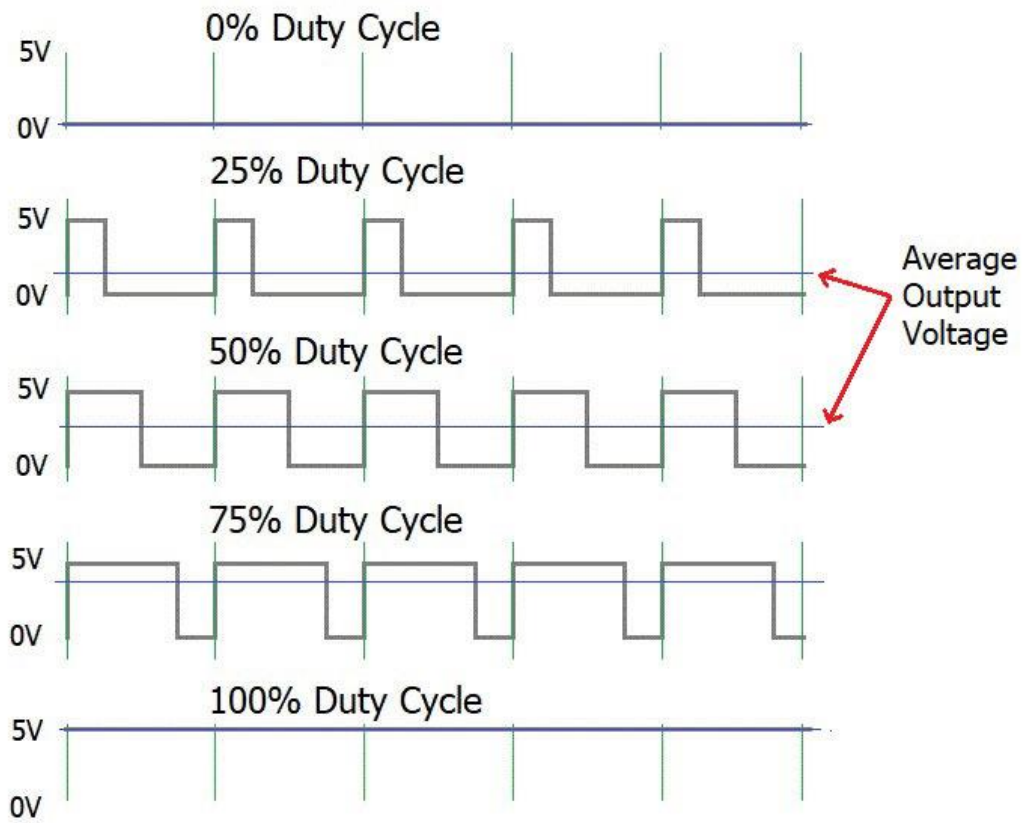 0% Duty Cycle
5V
0V
25% Duty Cycle
5V
0V
Average
Output
Voltage
50% Duty Cycle
5V
0V
75% Duty Cycle
5V
0V
100% Duty Cycle
5V
0V